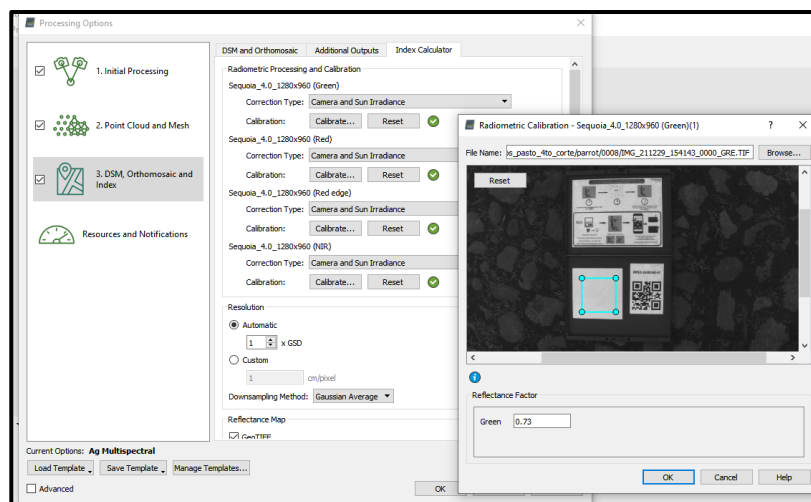 Processing Options
1. Initial Processing
2. Point Cloud and Mesh
3. DSM, Orthomosaic and Index
Resources and Notifications
DSM and Orthomosaic
Additional Outputs
Index Calculator
Radiometric Processing and Calibration
Sequoia_4.0_1280x960 (Green)
Correction Type: Camera and Sun Irradiance
Calibration: Calibrate... Reset
Sequoia_4.0_1280x960 (Red)
Correction Type: Camera and Sun Irradiance
Calibration: Calibrate... Reset
Sequoia_4.0_1280x960 (Red edge)
Correction Type: Camera and Sun Irradiance
Calibration: Calibrate... Reset
Sequoia_4.0_1280x960 (NIR)
Correction Type: Camera and Sun Irradiance
Calibration: Calibrate... Reset
Resolution
Automatic
1 x GSD
Custom
1 cm/pixel
Downsampling Method: Gaussian Average
Reflectance Map
GeoTIFF
Current Options: Ag Multispectral
Load Template Save Template Manage Templates...
Advanced
OK
Radiometric Calibration - Sequoia_4.0_1280x960 (Green)(1)
File Name: os_pasto_4to_corte/parrot/0008/IMG_211229_154143_0000_GRE.TIF Browse...
Reset
Reflectance Factor
Green 0.73
OK Cancel Help